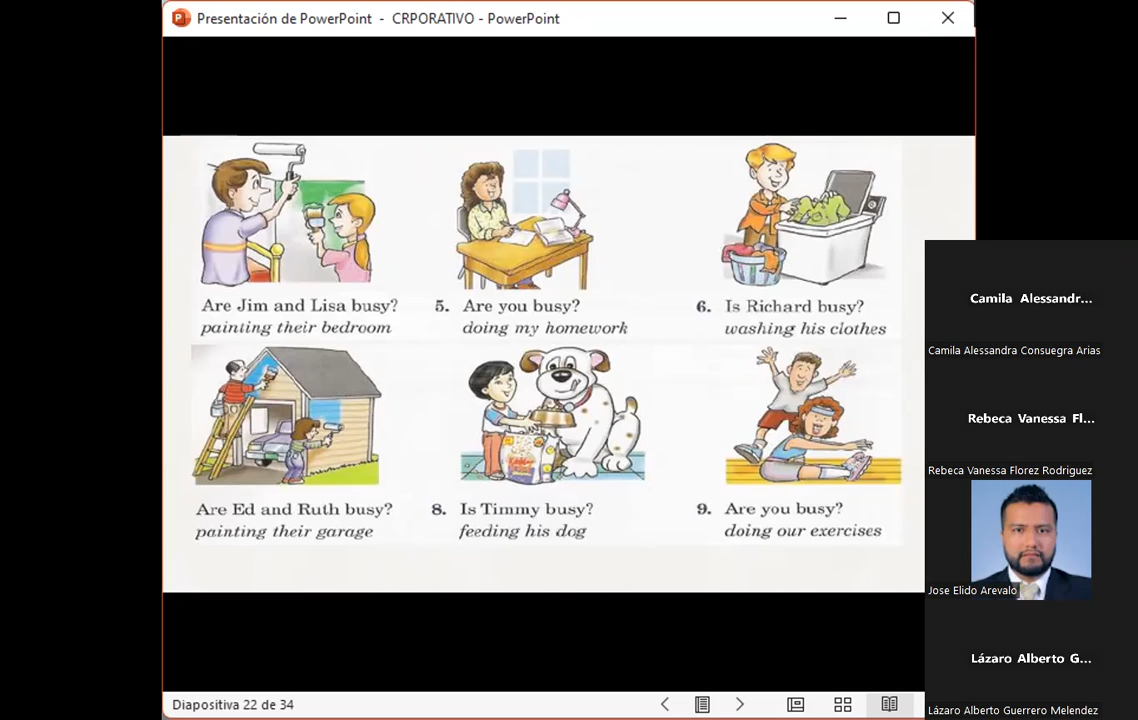 Presentación de PowerPoint - CRPORATIVO - PowerPoint
Are Jim and Lisa busy?
painting their bedroom
5. Are you busy?
doing my homework
6. Is Richard busy?
washing his clothes
Are Ed and Ruth busy?
painting their garage
8. Is Timmy busy?
feeding his dog
9. Are you busy?
doing our exercises
Camila Alessandr...
Camila Alessandra Consuegra Arias
Rebeca Vanessa Fl...
Rebeca Vanessa Florez Rodriguez
Jose Elido Arevalo
Lázaro Alberto G...
Lázaro Alberto Guerrero Melendez
Diapositiva 22 de 34